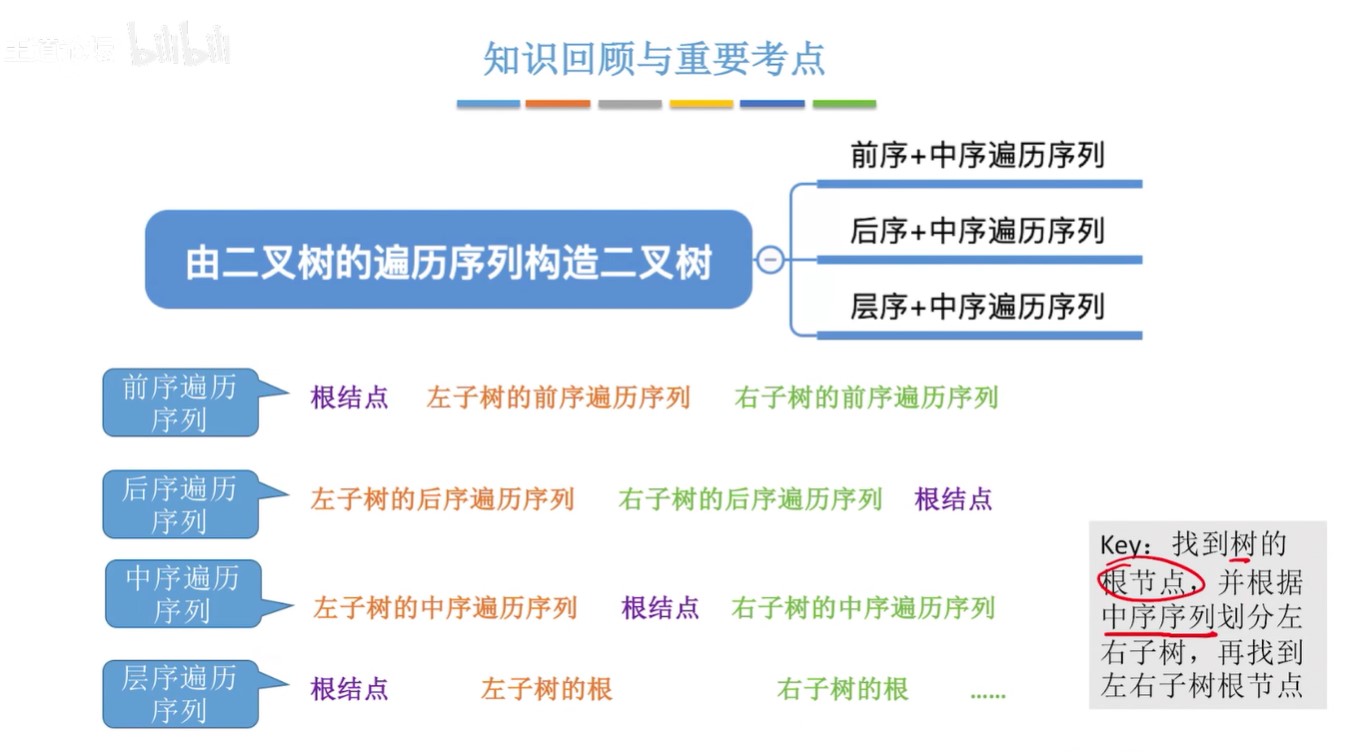 bilibili
知识回顾与重要考点
前序+中序遍历序列
由二叉树的遍历序列构造二叉树
后序+中序遍历序列
层序+中序遍历序列
前序遍历
序列
根结点 左子树的前序遍历序列 右子树的前序遍历序列
后序遍历
序列
左子树的后序遍历序列 右子树的后序遍历序列 根结点
中序遍历
序列
左子树的中序遍历序列 根结点 右子树的中序遍历序列
层序遍历
序列
根结点 左子树的根 右子树的根 ......
Key：找到树的
根节点，并根据
中序序列划分左
右子树，再找到
左右子树根节点